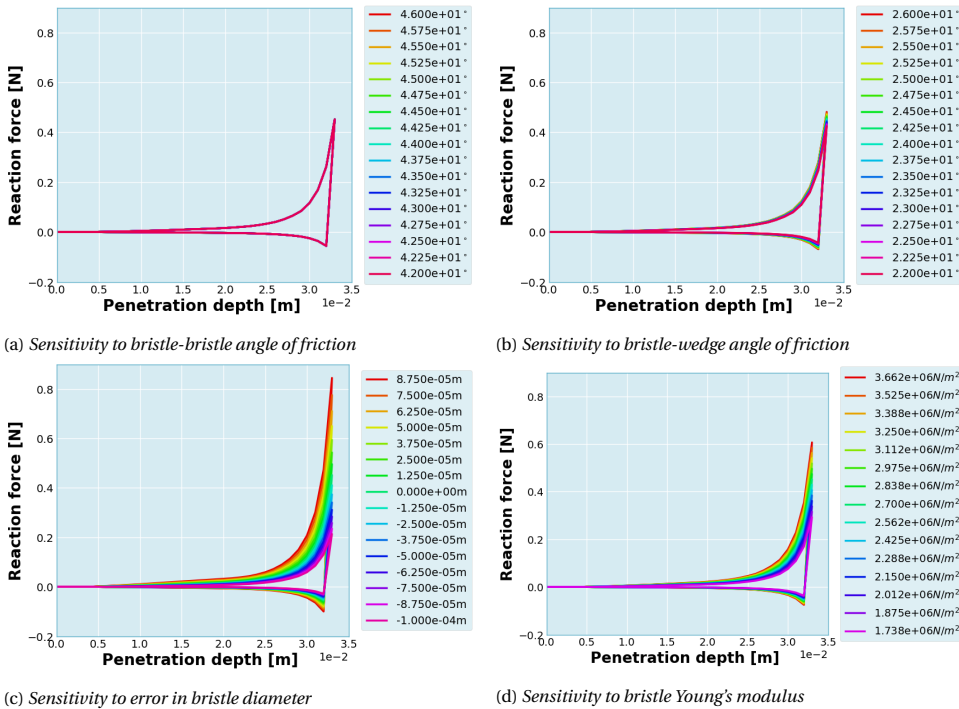 0.8
0.6
0.4
0.2
0.0
−0.2
Reaction force [N]
0.0 0.5 1.0 1.5 2.0 2.5 3.0 3.5
1e−2
Penetration depth [m]
4.600e+01°
4.575e+01°
4.550e+01°
4.525e+01°
4.500e+01°
4.475e+01°
4.450e+01°
4.425e+01°
4.400e+01°
4.375e+01°
4.350e+01°
4.325e+01°
4.300e+01°
4.275e+01°
4.250e+01°
4.225e+01°
4.200e+01°
(a) Sensitivity to bristle-bristle angle of friction
0.8
0.6
0.4
0.2
0.0
−0.2
Reaction force [N]
0.0 0.5 1.0 1.5 2.0 2.5 3.0 3.5
1e−2
Penetration depth [m]
2.600e+01°
2.575e+01°
2.550e+01°
2.525e+01°
2.500e+01°
2.475e+01°
2.450e+01°
2.425e+01°
2.400e+01°
2.375e+01°
2.350e+01°
2.325e+01°
2.300e+01°
2.275e+01°
2.250e+01°
2.225e+01°
2.200e+01°
(b) Sensitivity to bristle-wedge angle of friction
0.8
0.6
0.4
0.2
0.0
−0.2
Reaction force [N]
0.0 0.5 1.0 1.5 2.0 2.5 3.0 3.5
1e−2
Penetration depth [m]
8.750e-05m
7.500e-05m
6.250e-05m
5.000e-05m
3.750e-05m
2.500e-05m
1.250e-05m
0.000e+00m
-1.250e-05m
-2.500e-05m
-3.750e-05m
-5.000e-05m
-6.250e-05m
-7.500e-05m
-8.750e-05m
-1.000e-04m
(c) Sensitivity to error in bristle diameter
0.8
0.6
0.4
0.2
0.0
−0.2
Reaction force [N]
0.0 0.5 1.0 1.5 2.0 2.5 3.0 3.5
1e−2
Penetration depth [m]
3.662e+06N/m²
3.525e+06N/m²
3.388e+06N/m²
3.250e+06N/m²
3.112e+06N/m²
2.975e+06N/m²
2.838e+06N/m²
2.700e+06N/m²
2.562e+06N/m²
2.425e+06N/m²
2.288e+06N/m²
2.150e+06N/m²
2.012e+06N/m²
1.875e+06N/m²
1.738e+06N/m²
(d) Sensitivity to bristle Young's modulus